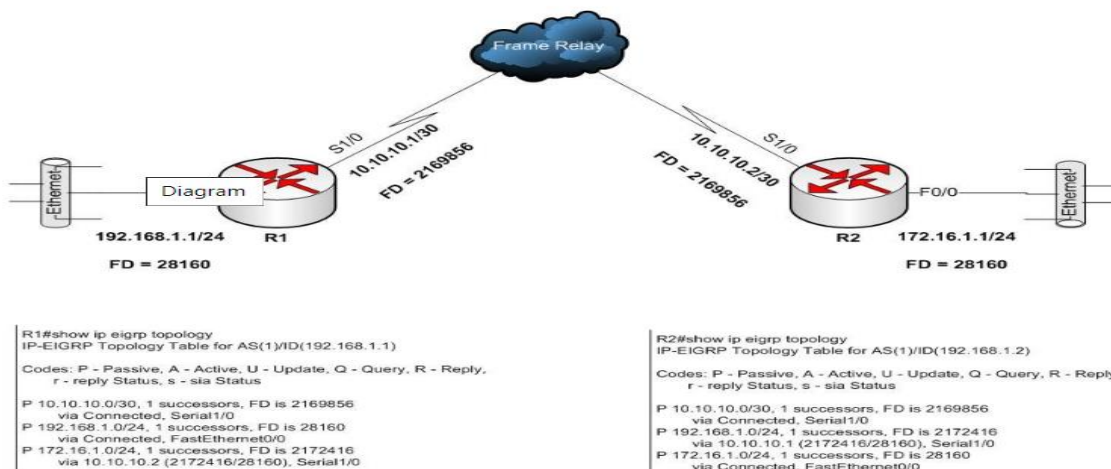 Frame Relay
S1/0
10.10.10.1/30
FD = 2169856
S1/0
10.10.10.2/30
FD = 2169856
Ethernet
Diagram
192.168.1.1/24
FD = 28160
R1
R2
F0/0
172.16.1.1/24
FD = 28160
Ethernet
R1#show ip eigrp topology
IP-EIGRP Topology Table for AS(1)/ID(192.168.1.1)
Codes: P - Passive, A - Active, U - Update, Q - Query, R - Reply,
r - reply Status, s - sia Status
P 10.10.10.0/30, 1 successors, FD is 2169856
via Connected, Serial1/0
P 192.168.1.0/24, 1 successors, FD is 28160
via Connected, FastEthernet0/0
P 172.16.1.0/24, 1 successors, FD is 2172416
via 10.10.10.2 (2172416/28160), Serial1/0
R2#show ip eigrp topology
IP-EIGRP Topology Table for AS(1)/ID(192.168.1.2)
Codes: P - Passive, A - Active, U - Update, Q - Query, R - Reply
r - reply Status, s - sia Status
P 10.10.10.0/30, 1 successors, FD is 2169856
via Connected, Serial1/0
P 192.168.1.0/24, 1 successors, FD is 2172416
via 10.10.10.1 (2172416/28160), Serial1/0
P 172.16.1.0/24, 1 successors, FD is 28160
via Connected, FastEthernet0/0